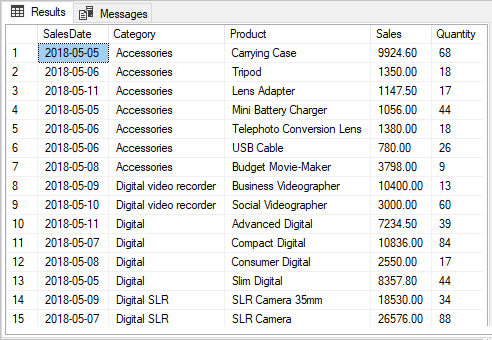 Results Messages
SalesDate Category Product Sales Quantity
1 2018-05-05 Accessories Carrying Case 9924.60 68
2 2018-05-06 Accessories Tripod 1350.00 18
3 2018-05-11 Accessories Lens Adapter 1147.50 17
4 2018-05-05 Accessories Mini Battery Charger 1056.00 44
5 2018-05-06 Accessories Telephoto Conversion Lens 1380.00 18
6 2018-05-06 Accessories USB Cable 780.00 26
7 2018-05-08 Accessories Budget Movie-Maker 3798.00 9
8 2018-05-09 Digital video recorder Business Videographer 10400.00 13
9 2018-05-10 Digital video recorder Social Videographer 3000.00 60
10 2018-05-11 Digital Advanced Digital 7234.50 39
11 2018-05-07 Digital Compact Digital 10836.00 84
12 2018-05-08 Digital Consumer Digital 2550.00 17
13 2018-05-05 Digital Slim Digital 8357.80 44
14 2018-05-09 Digital SLR SLR Camera 35mm 18530.00 34
15 2018-05-07 Digital SLR SLR Camera 26576.00 88